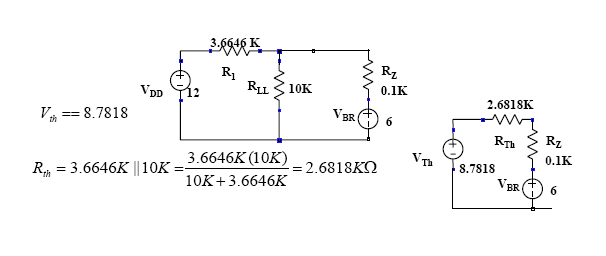 3.6646 K
R1
RLL
10K
RZ
0.1K
VDD
12
VBR
6
Vth == 8.7818
Rth = 3.6646K || 10K = 3.6646K (10K) / 10K + 3.6646K = 2.6818KΩ
2.6818K
RTh
RZ
0.1K
VTh
8.7818
VBR
6